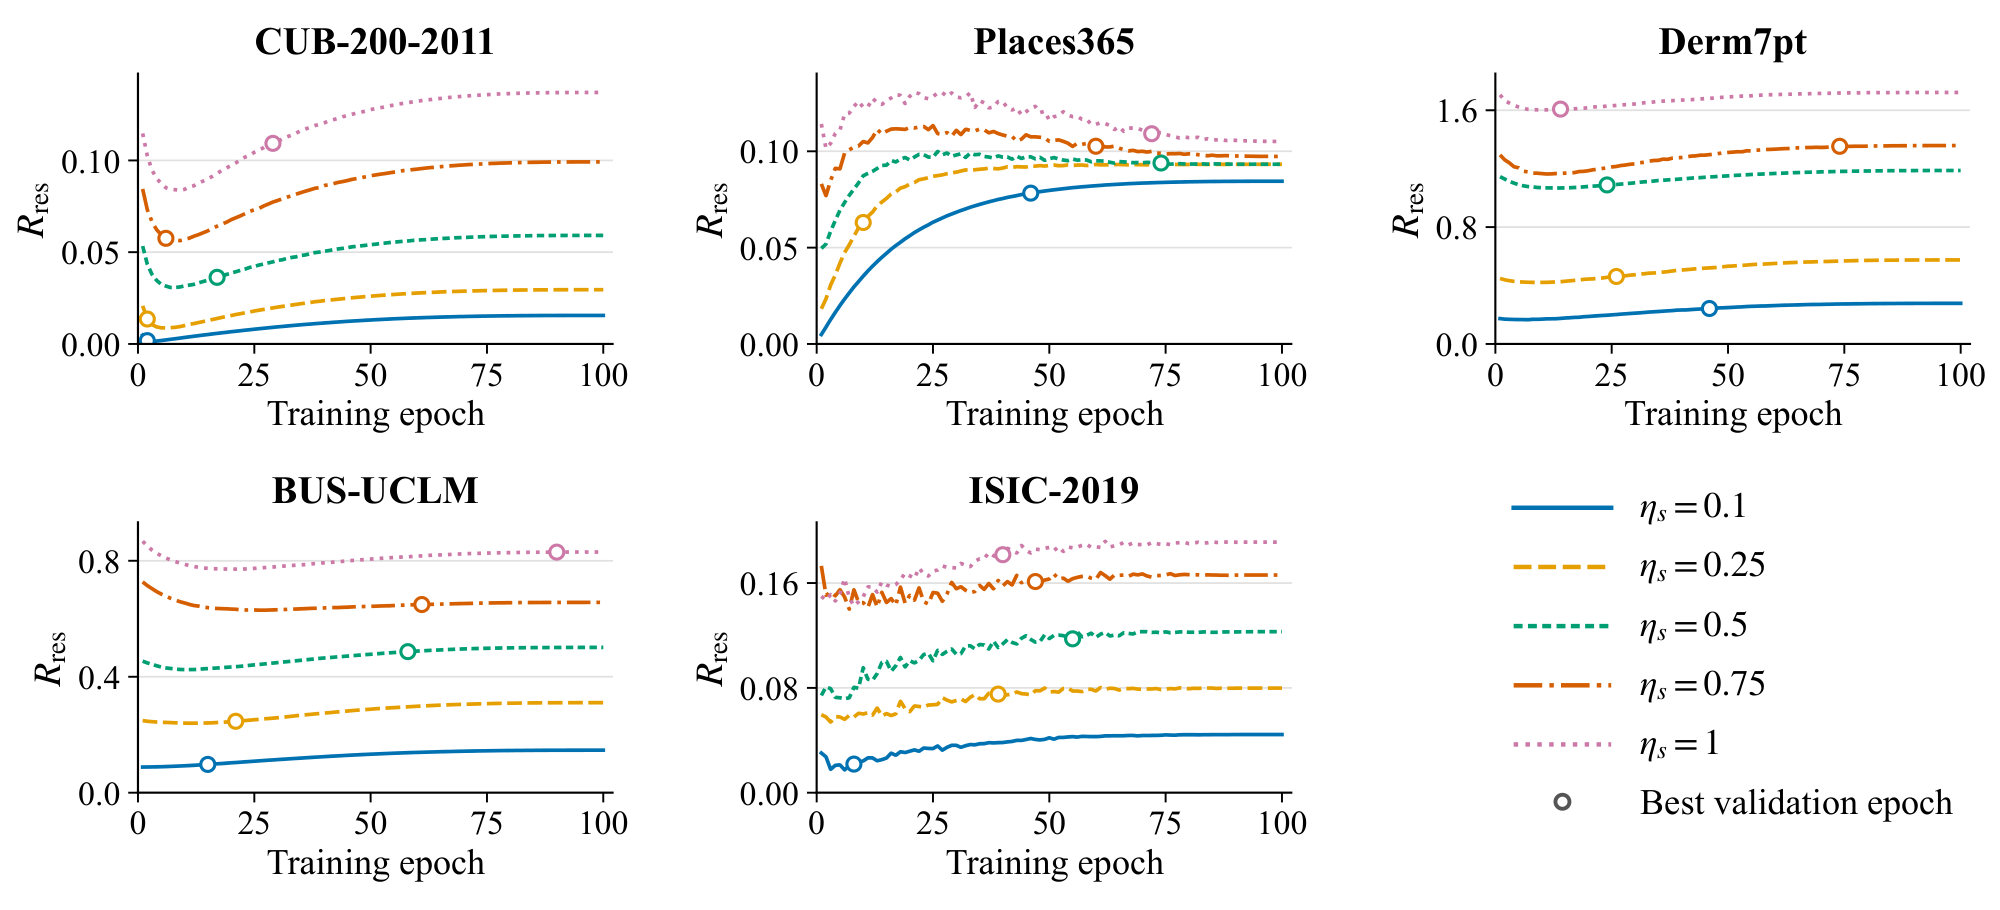 CUB-200-2011
R_res
0.10
0.05
0.00
0 25 50 75 100
Training epoch
Places365
R_res
0.10
0.05
0.00
0 25 50 75 100
Training epoch
Derm7pt
R_res
1.6
0.8
0.0
0 25 50 75 100
Training epoch
BUS-UCLM
R_res
0.8
0.4
0.0
0 25 50 75 100
Training epoch
ISIC-2019
R_res
0.16
0.08
0.00
0 25 50 75 100
Training epoch
η_s = 0.1
η_s = 0.25
η_s = 0.5
η_s = 0.75
η_s = 1
Best validation epoch